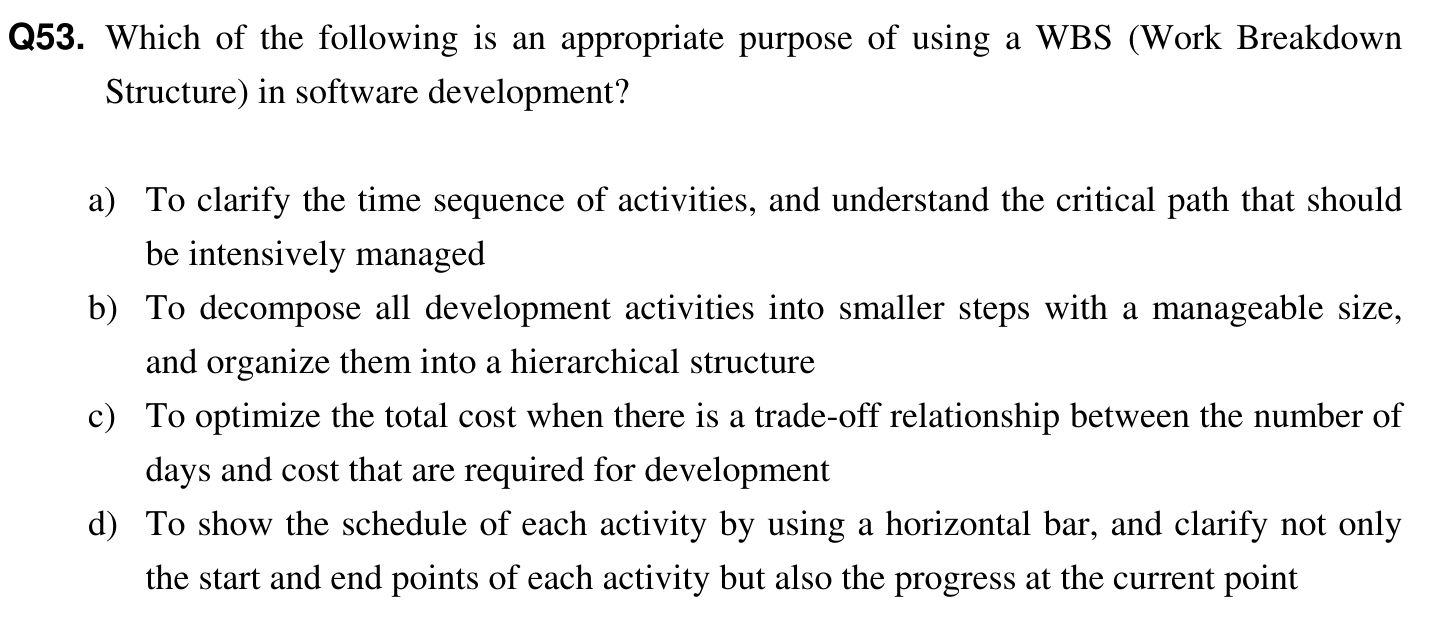 Q53. Which of the following is an appropriate purpose of using a WBS (Work Breakdown
Structure) in software development?
a) To clarify the time sequence of activities, and understand the critical path that should
be intensively managed
b) To decompose all development activities into smaller steps with a manageable size,
and organize them into a hierarchical structure
c) To optimize the total cost when there is a trade-off relationship between the number of
days and cost that are required for development
d) To show the schedule of each activity by using a horizontal bar, and clarify not only
the start and end points of each activity but also the progress at the current point